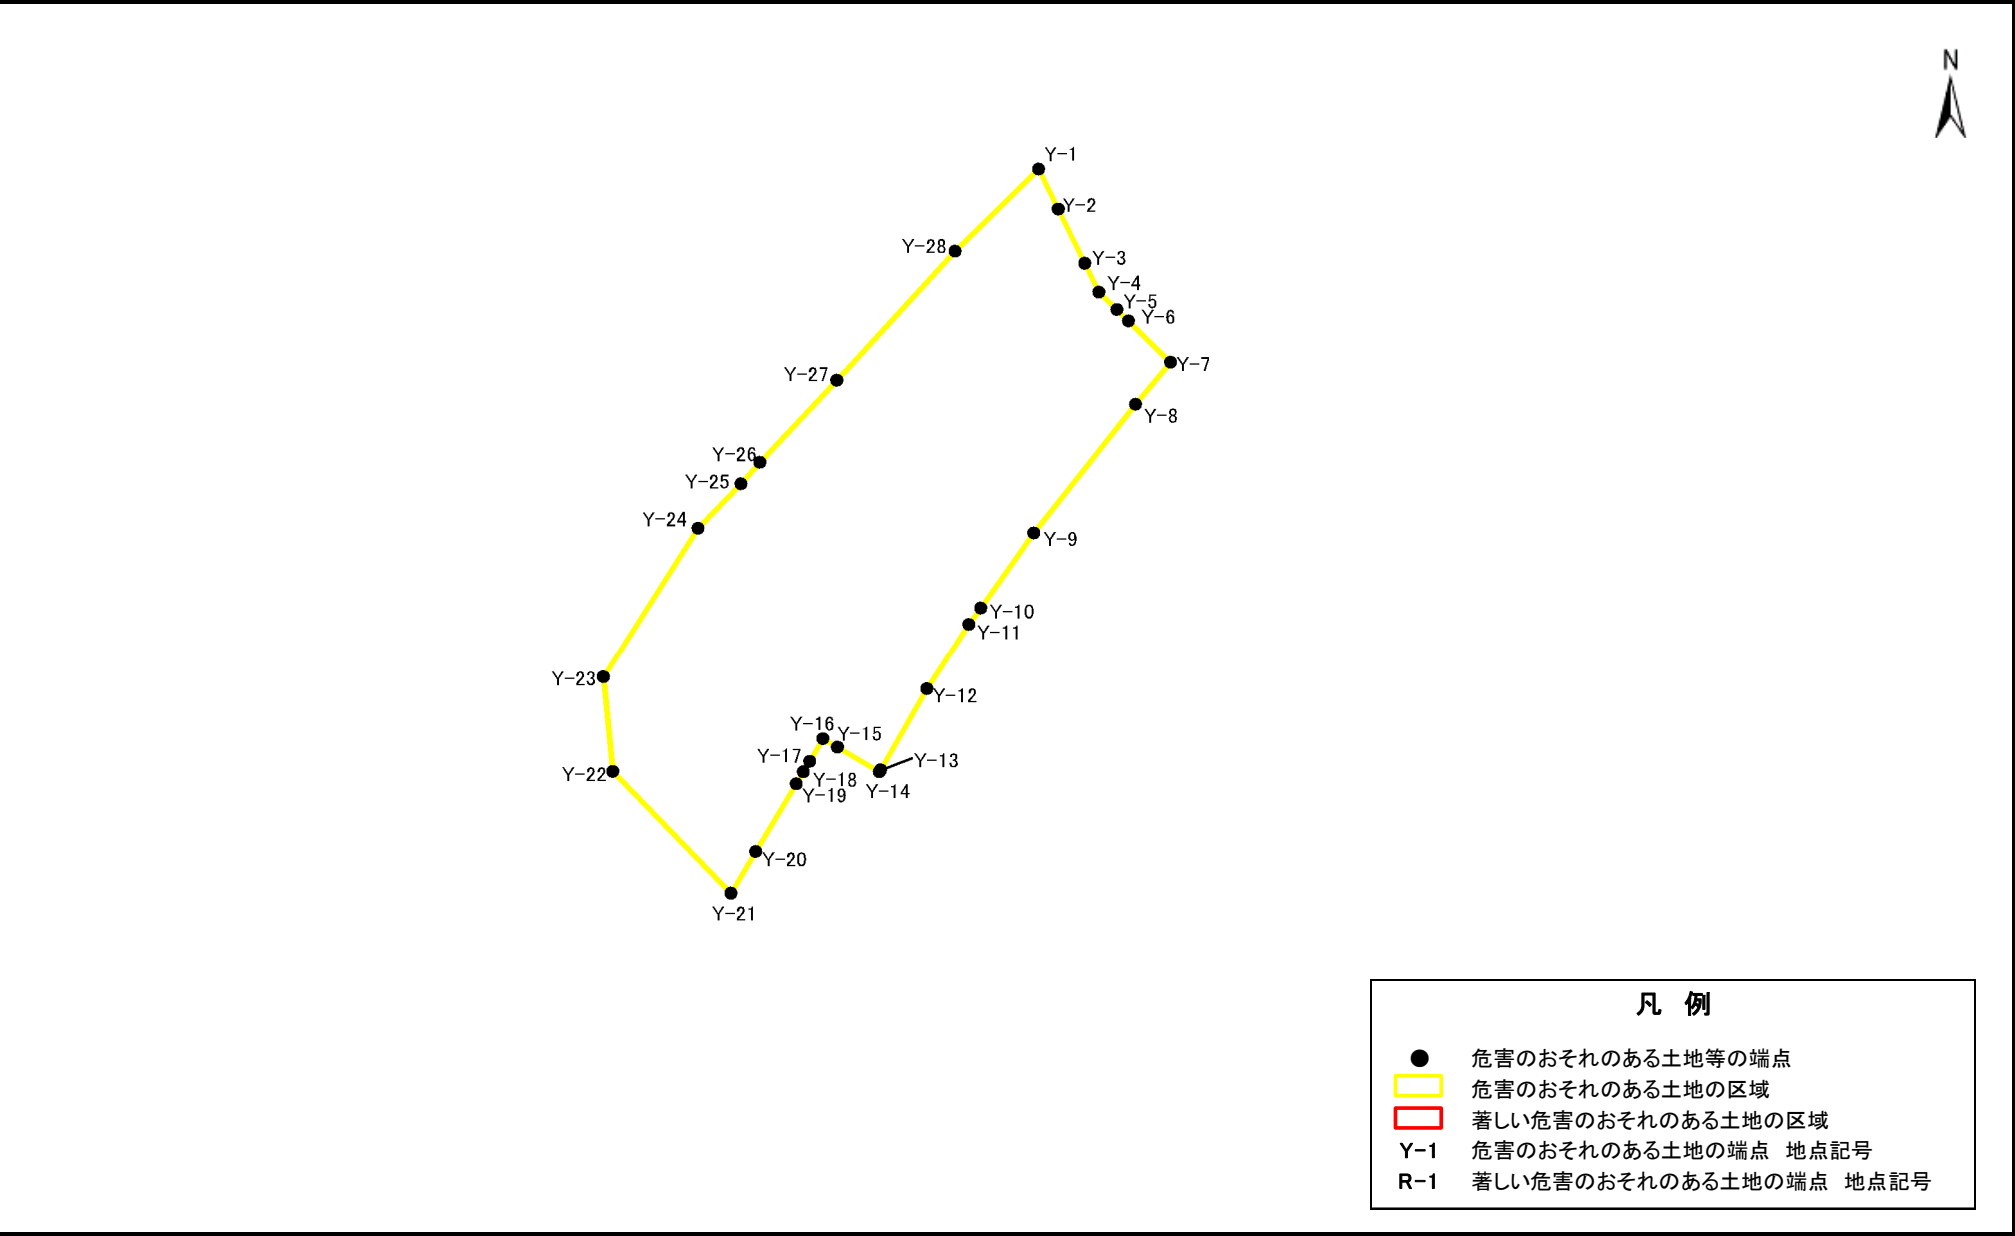 N
Y-1
Y-2
Y-28
Y-3
Y-4
Y-5
Y-6
Y-7
Y-27
Y-8
Y-26
Y-25
Y-24
Y-9
Y-10
Y-11
Y-23
Y-12
Y-16
Y-15
Y-17
Y-13
Y-22
Y-18
Y-14
Y-19
Y-20
Y-21
凡 例
危害のおそれのある土地等の端点
危害のおそれのある土地の区域
著しい危害のおそれのある土地の区域
Y-1 危害のおそれのある土地の端点 地点記号
R-1 著しい危害のおそれのある土地の端点 地点記号